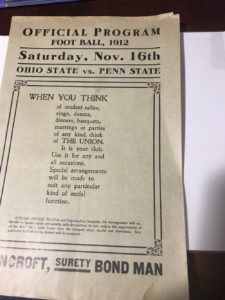 OFFICIAL PROGRAM
FOOT BALL, 1912
Saturday, Nov. 16th
OHIO STATE vs. PENN STATE
WHEN YOU THINK
of student rallies,
sings, dances,
dinners, banquets,
meetings or parties
of any kind, think
of THE UNION.
It is your club.
Use it for any and
all occasions.
Special arrangements
will be made to
suit any particular
kind of social
function.
NCROFT, SURETY BOND MAN